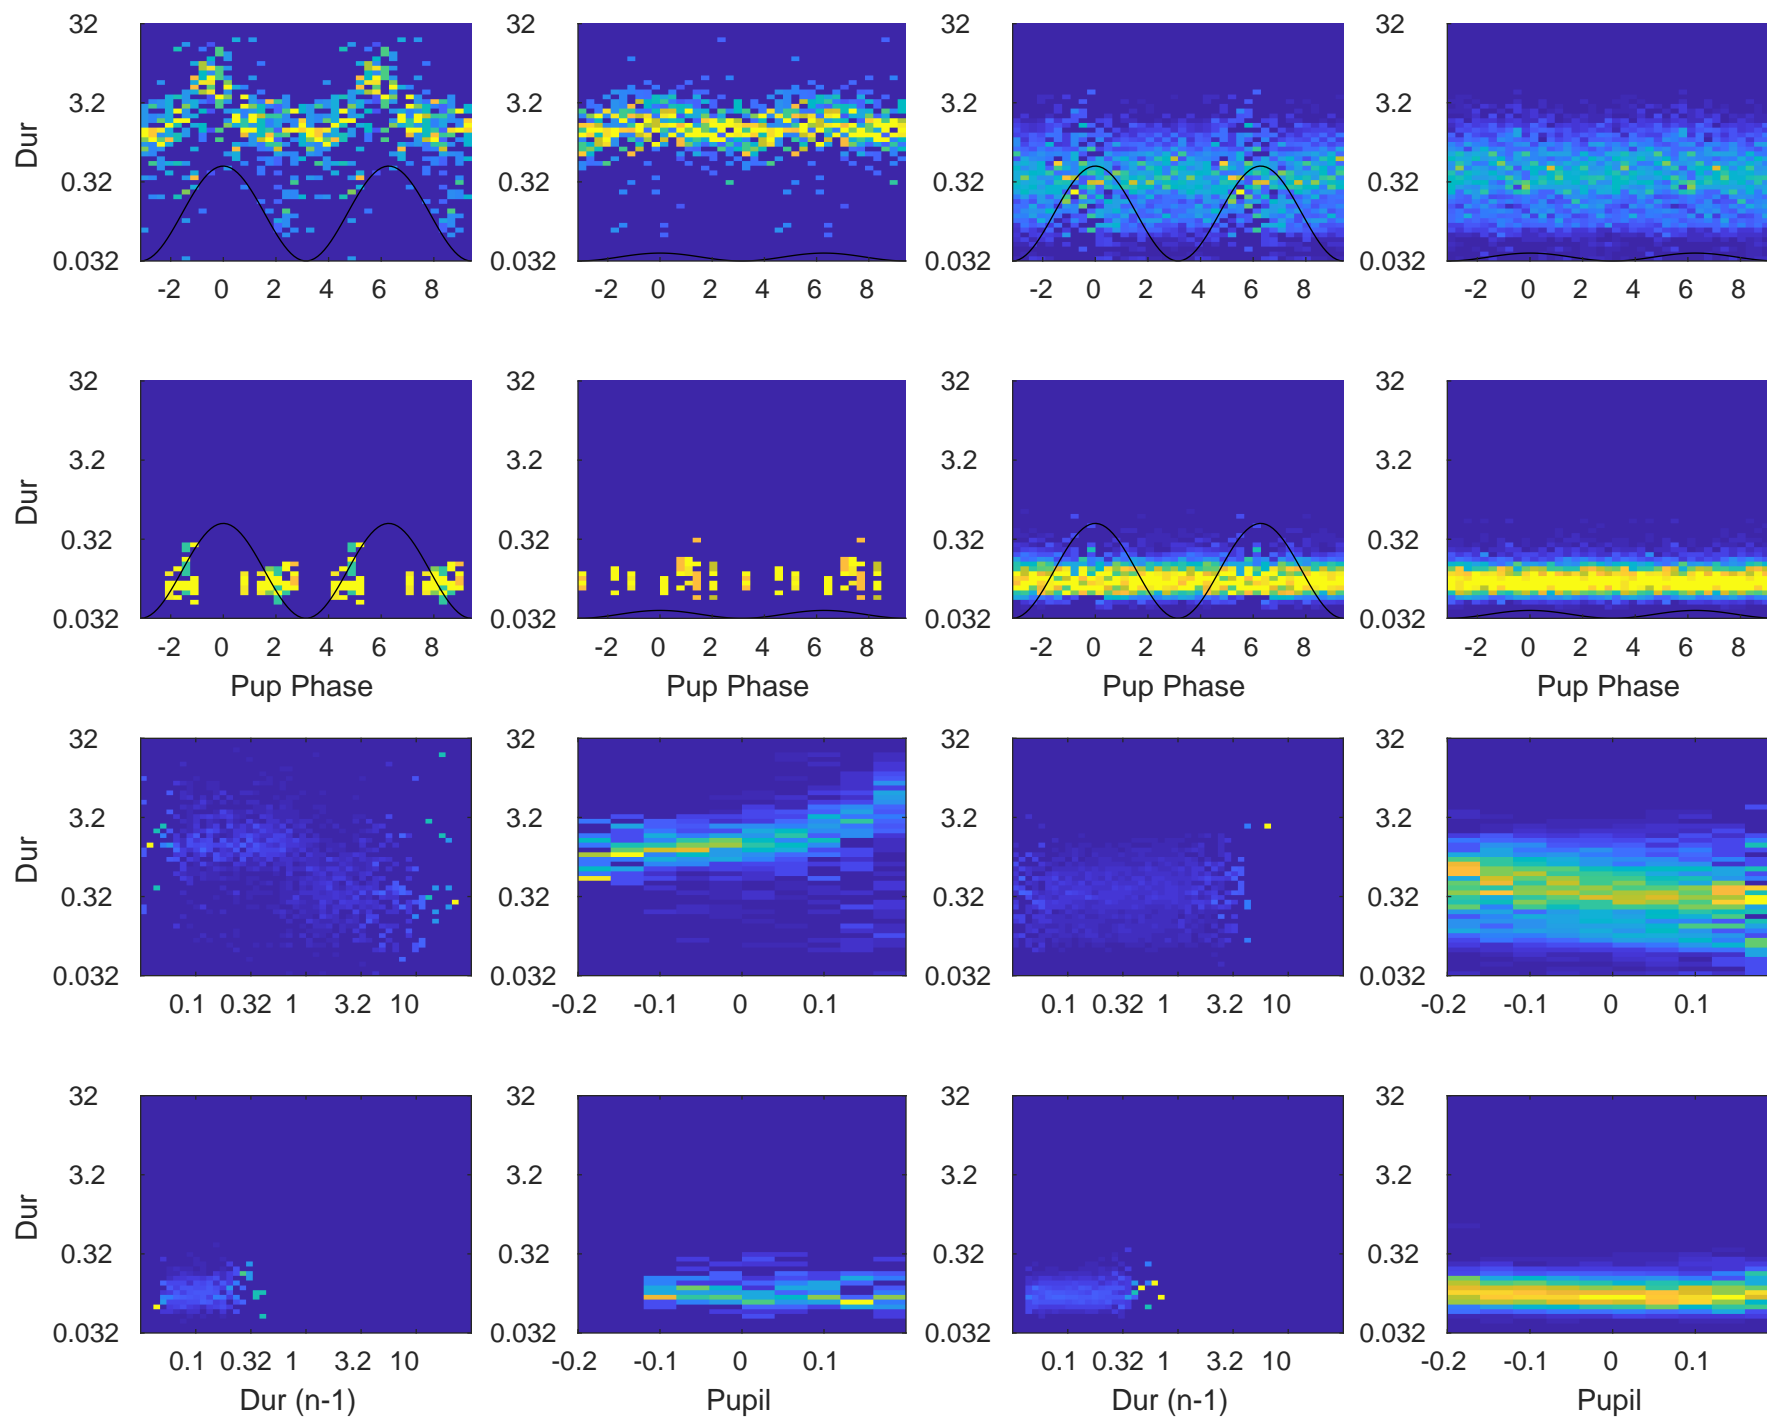 32 32 32 32
Dur 3.2 3.2 3.2 3.2
0.32 0.32 0.32 0.32
0.032 0.032 0.032 0.032
-2 0 2 4 6 8 -2 0 2 4 6 8 -2 0 2 4 6 8 -2 0 2 4 6 8
32 32 32 32
3.2 3.2 3.2 3.2
Dur 0.32 0.32 0.32 0.32
0.032 0.032 0.032 0.032
-2 0 2 4 6 8 -2 0 2 4 6 8 -2 0 2 4 6 8 -2 0 2 4 6 8
Pup Phase Pup Phase Pup Phase Pup Phase
32 32 32 32
3.2 3.2 3.2 3.2
Dur 0.32 0.32 0.32 0.32
0.032 0.032 0.032 0.032
0.1 0.32 1 3.2 10 -0.2 -0.1 0 0.1 0.1 0.32 1 3.2 10 -0.2 -0.1 0 0.1
32 32 32 32
3.2 3.2 3.2 3.2
Dur 0.32 0.32 0.32 0.32
0.032 0.032 0.032 0.032
0.1 0.32 1 3.2 10 -0.2 -0.1 0 0.1 0.1 0.32 1 3.2 10 -0.2 -0.1 0 0.1
Dur (n-1) Pupil Dur (n-1) Pupil